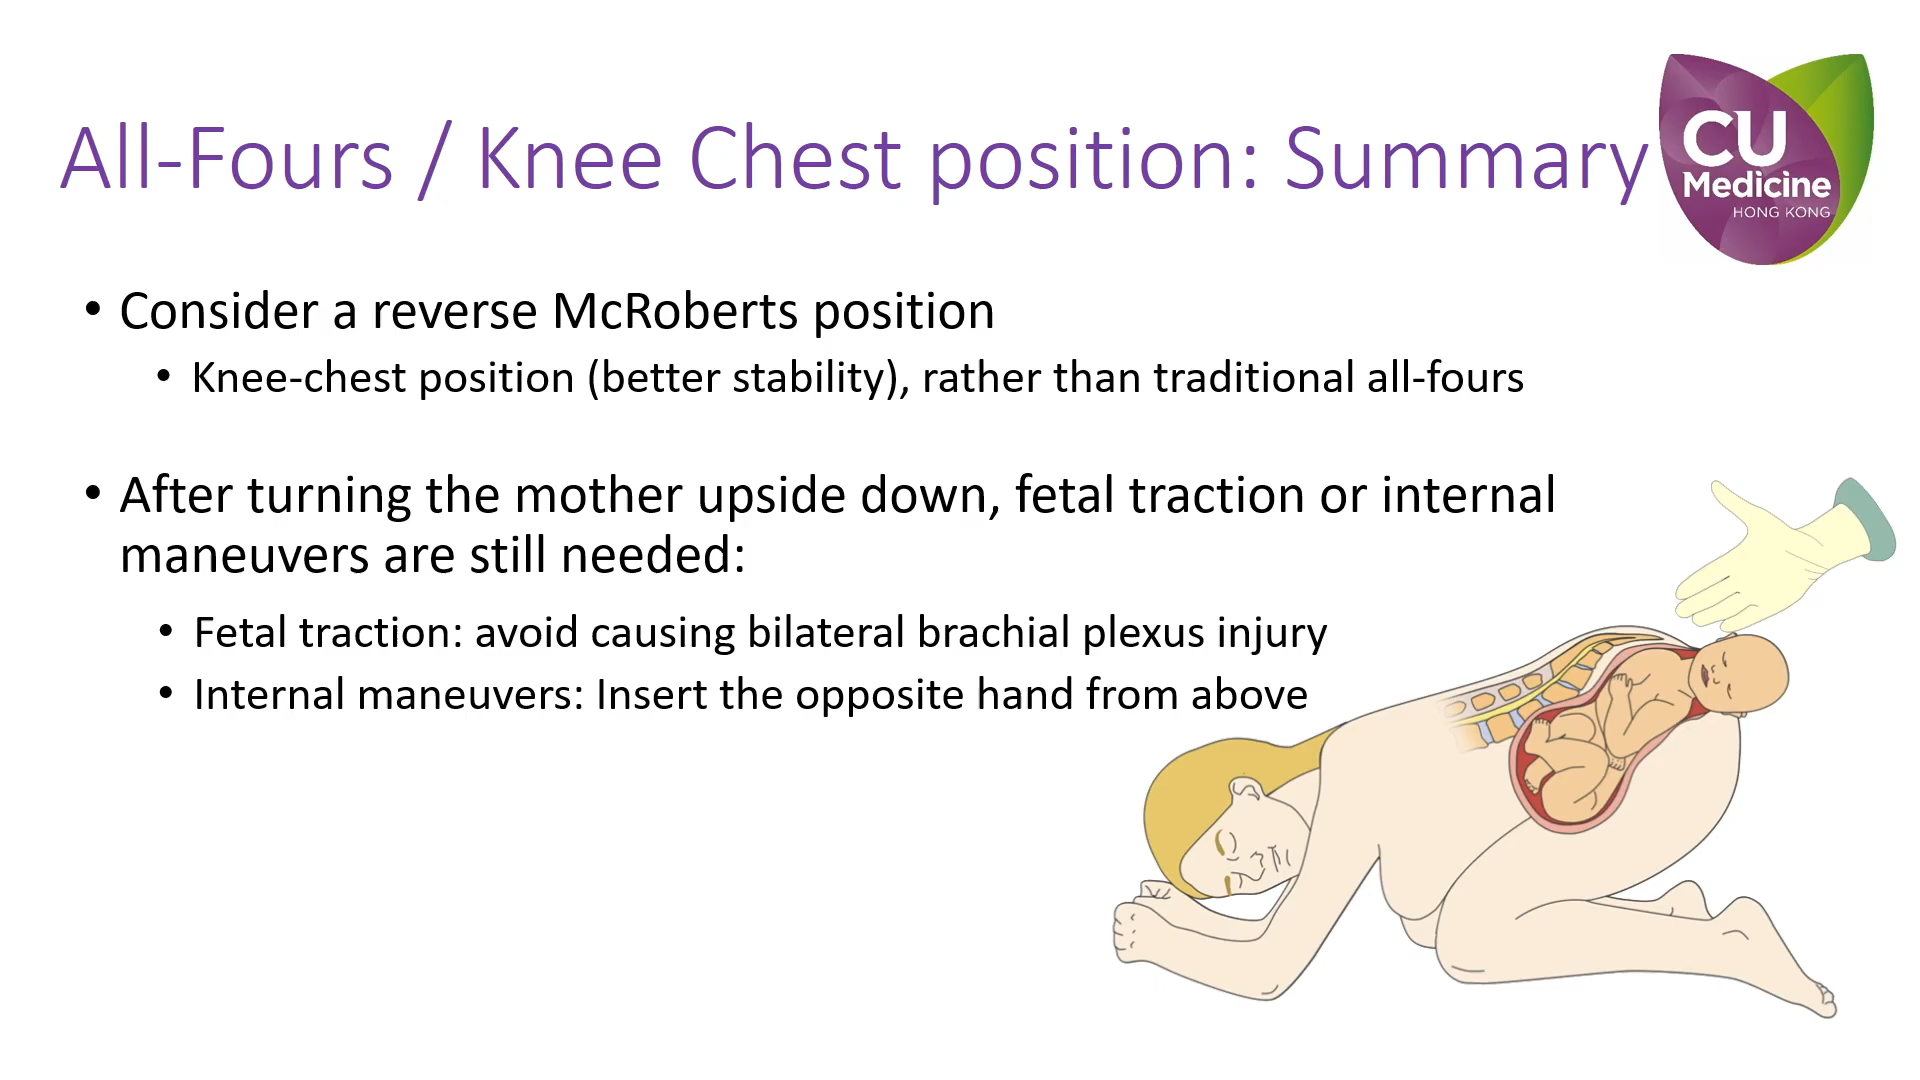 All-Fours / Knee Chest position: Summary
CU
Medicine
HONG KONG
• Consider a reverse McRoberts position
• Knee-chest position (better stability), rather than traditional all-fours
• After turning the mother upside down, fetal traction or internal
maneuvers are still needed:
• Fetal traction: avoid causing bilateral brachial plexus injury
• Internal maneuvers: Insert the opposite hand from above